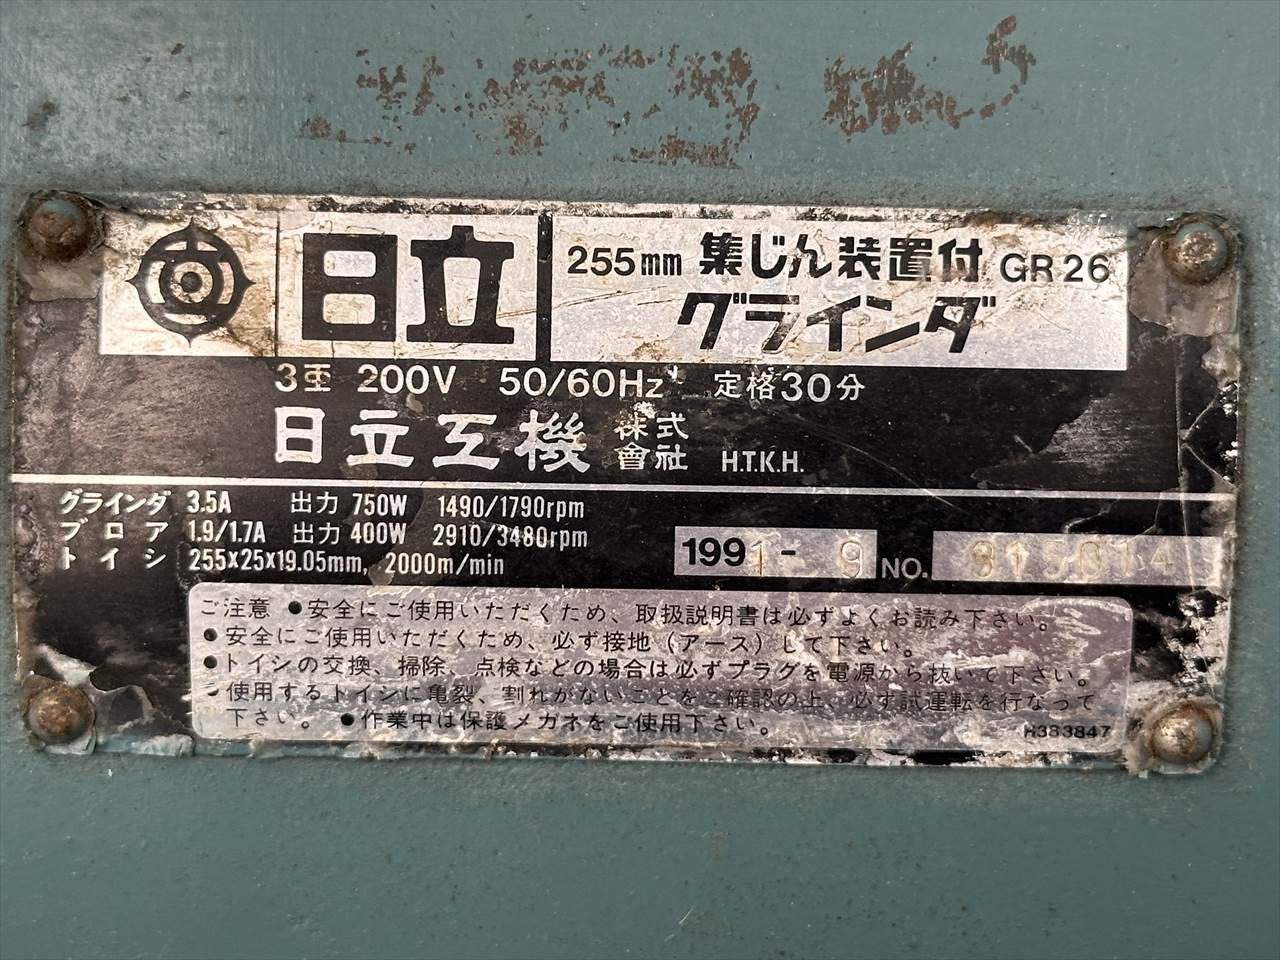 日立
255mm 集じん装置付 GR26
グラインダ
3相 200V 50/60Hz 定格30分
日立工機 株式會社 H.T.K.H.
グラインダ 3.5A 出力 750W 1490/1790rpm
ブロア 1.9/1.7A 出力 400W 2910/3480rpm
トイシ 255x25x19.05mm, 2000m/min
1991-9 NO.
ご注意 ●安全にご使用いただくため、取扱説明書は必ずよくお読み下さい。
●安全にご使用いただくため、必ず接地(アース)して下さい。
●トイシの交換、掃除、点検などの場合は必ずプラグを電源から抜いて下さい。
●使用するトイシに亀裂、割れがないことをご確認の上、必ず試運転を行なって
下さい。 ●作業中は保護メガネをご使用下さい。
H383847